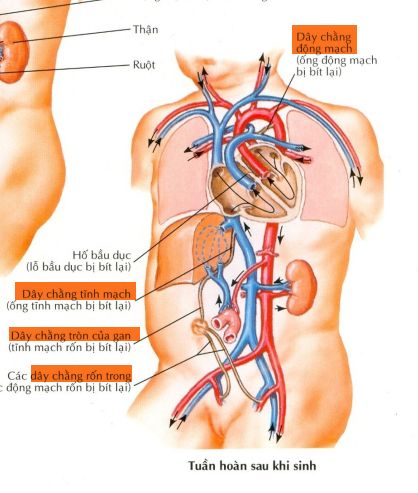 Thận
Ruột
Dây chằng
động mạch
(ống động mạch
bị bít lại)
Hố bầu dục
(lỗ bầu dục bị bít lại)
Dây chằng tĩnh mạch
(ống tĩnh mạch bị bít lại)
Dây chằng tròn của gan
(tĩnh mạch rốn bị bít lại)
Các dây chằng rốn trong
động mạch rốn bị bít lại)
Tuần hoàn sau khi sinh